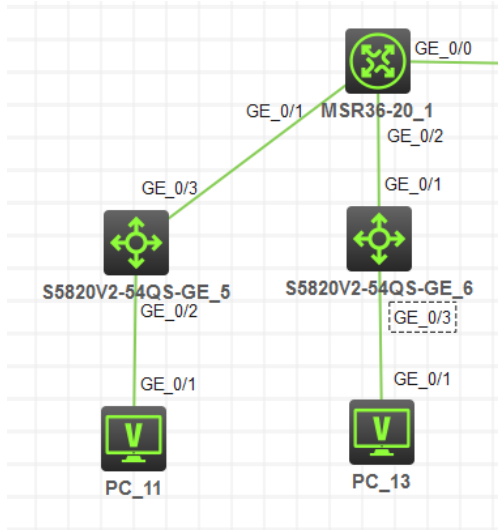 GE_0/0
GE_0/1
MSR36-20_1
GE_0/2
GE_0/3
GE_0/1
S5820V2-54QS-GE_5
S5820V2-54QS-GE_6
GE_0/2
GE_0/3
GE_0/1
GE_0/1
V
V
PC_11
PC_13